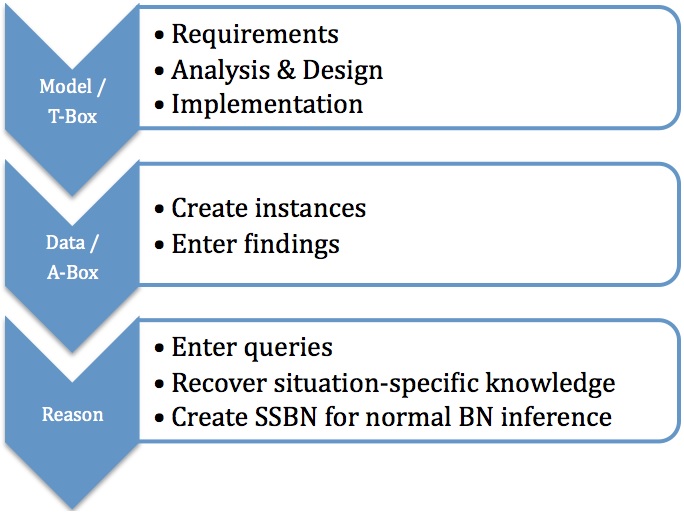 Model /
T-Box
• Requirements
• Analysis & Design
• Implementation
Data /
A-Box
• Create instances
• Enter findings
Reason
• Enter queries
• Recover situation-specific knowledge
• Create SSBN for normal BN inference